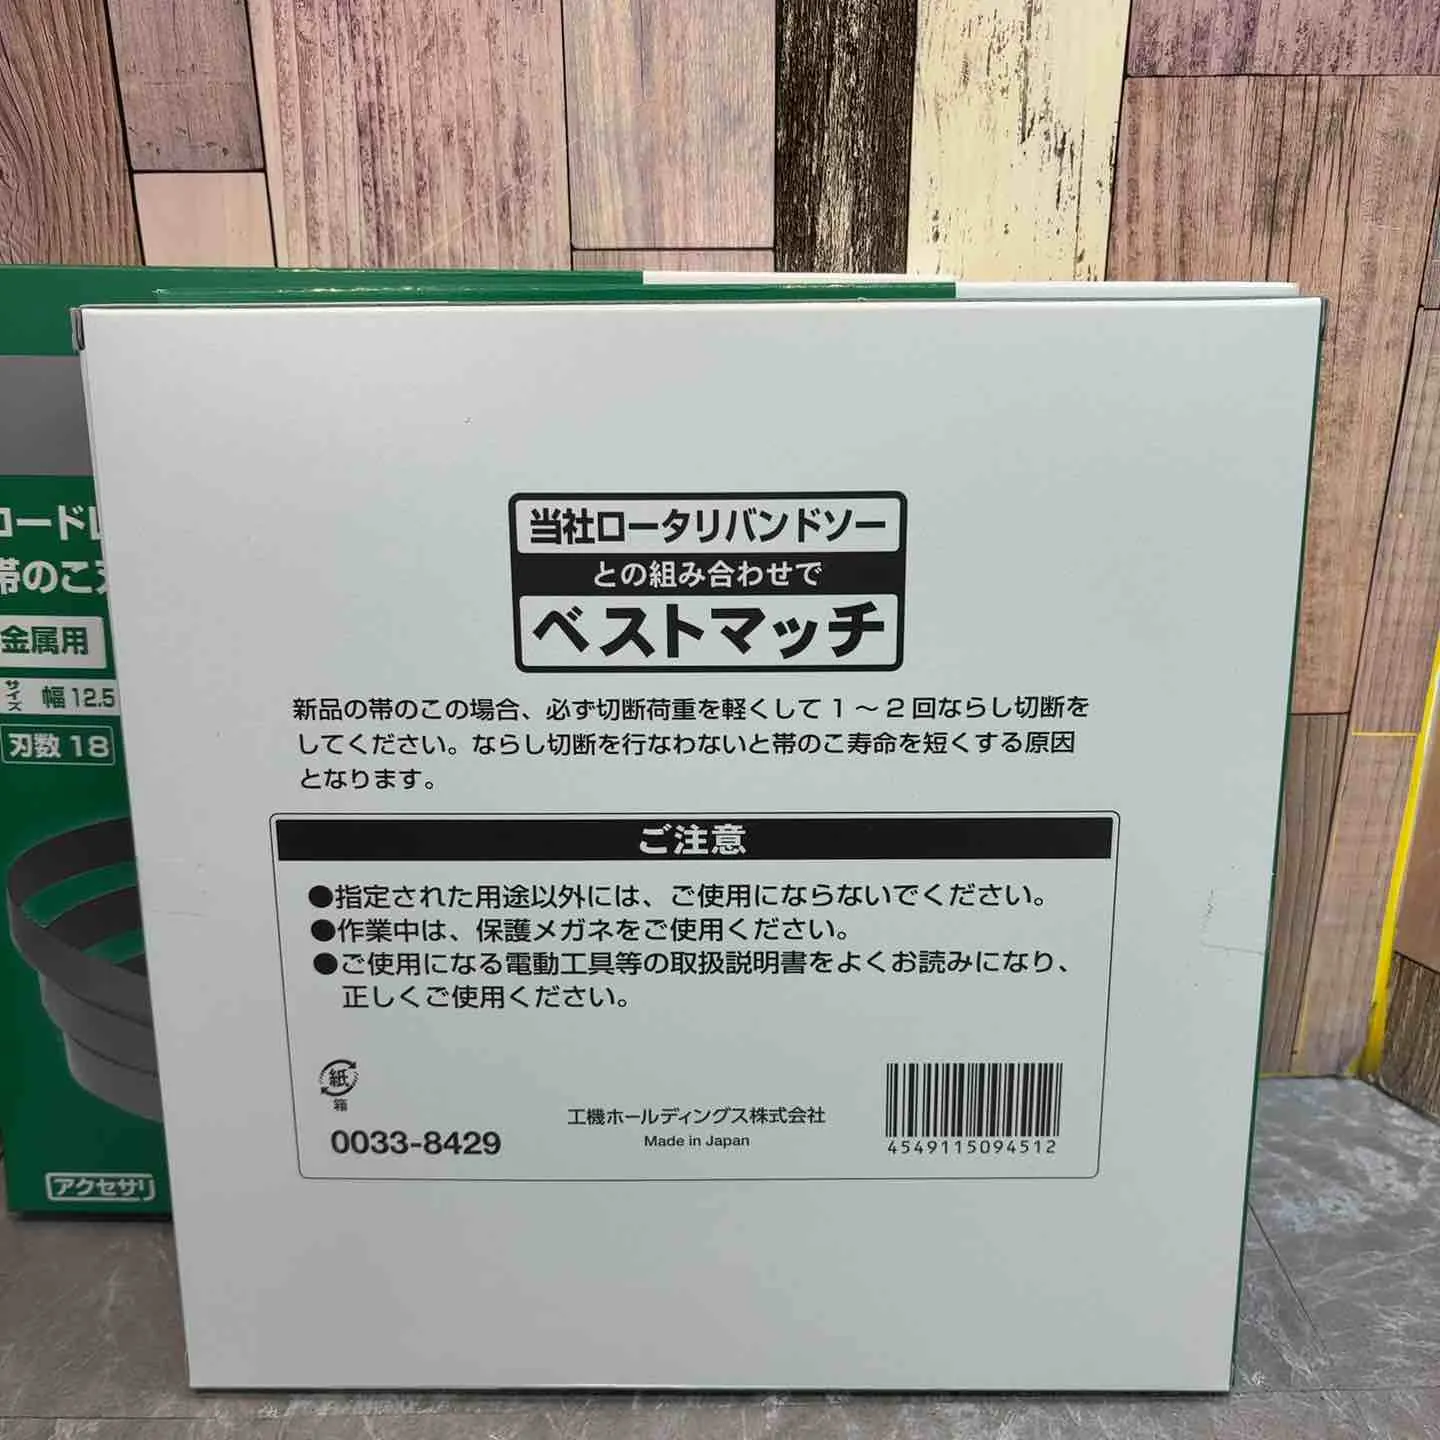 当社ロータリバンドソー
との組み合わせで
ベストマッチ
新品の帯のこの場合、必ず切断荷重を軽くして1～2回ならし切断を
してください。ならし切断を行なわないと帯のこ寿命を短くする原因
となります。
ご注意
●指定された用途以外には、ご使用にならないでください。
●作業中は、保護メガネをご使用ください。
●ご使用になる電動工具等の取扱説明書をよくお読みになり、
正しくご使用ください。
紙
箱
0033-8429
工機ホールディングス株式会社
Made in Japan
4549115094512
コードレ
帯のこ
金属用
サイズ 幅12.5
刃数18
アクセサリ